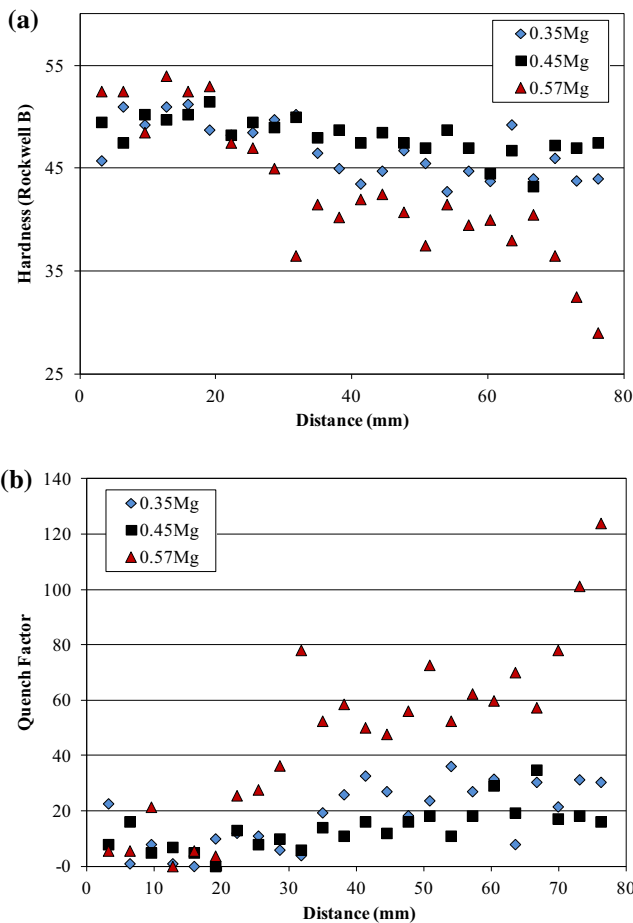 (a)
55
45
35
25
Hardness (Rockwell B)
0.35Mg
0.45Mg
0.57Mg
0 20 40 60 80
Distance (mm)
(b)
140
120
100
80
60
40
20
-0
Quench Factor
0.35Mg
0.45Mg
0.57Mg
0 10 20 30 40 50 60 70 80
Distance (mm)